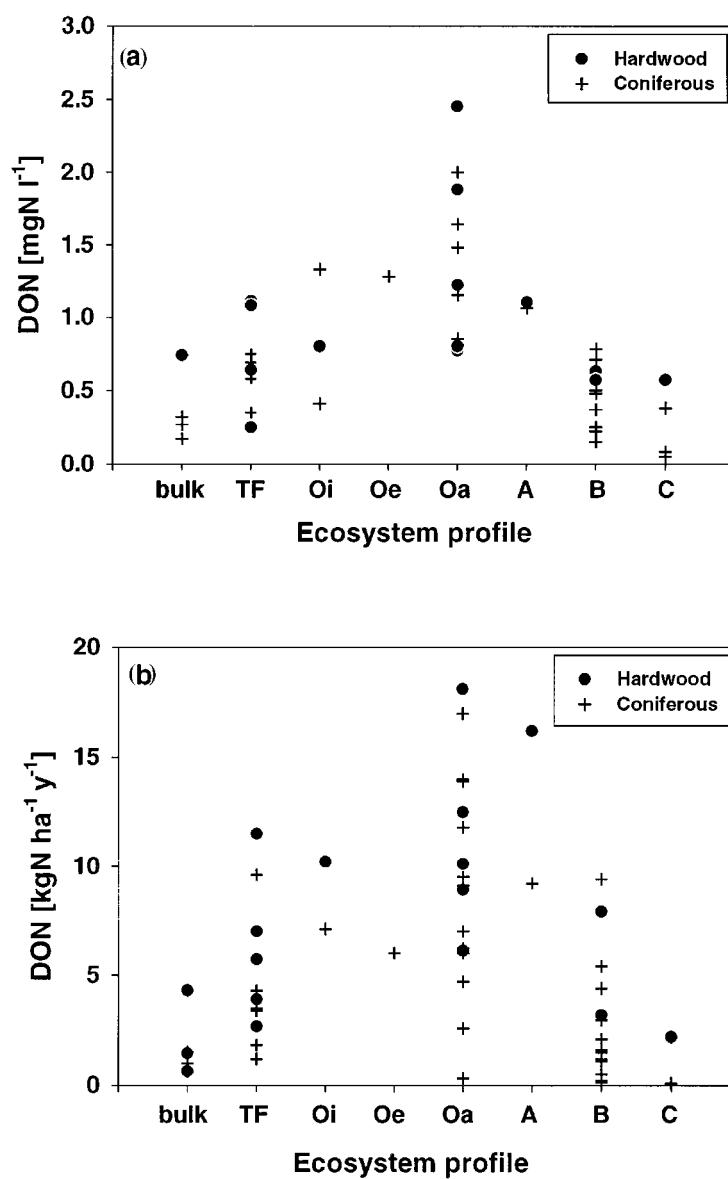 (a)
Hardwood
Coniferous
3.0
2.5
2.0
1.5
1.0
0.5
0.0
DON [mgN l⁻¹]
bulk TF Oi Oe Oa A B C
Ecosystem profile
(b)
Hardwood
Coniferous
20
15
10
5
0
DON [kgN ha⁻¹ y⁻¹]
bulk TF Oi Oe Oa A B C
Ecosystem profile